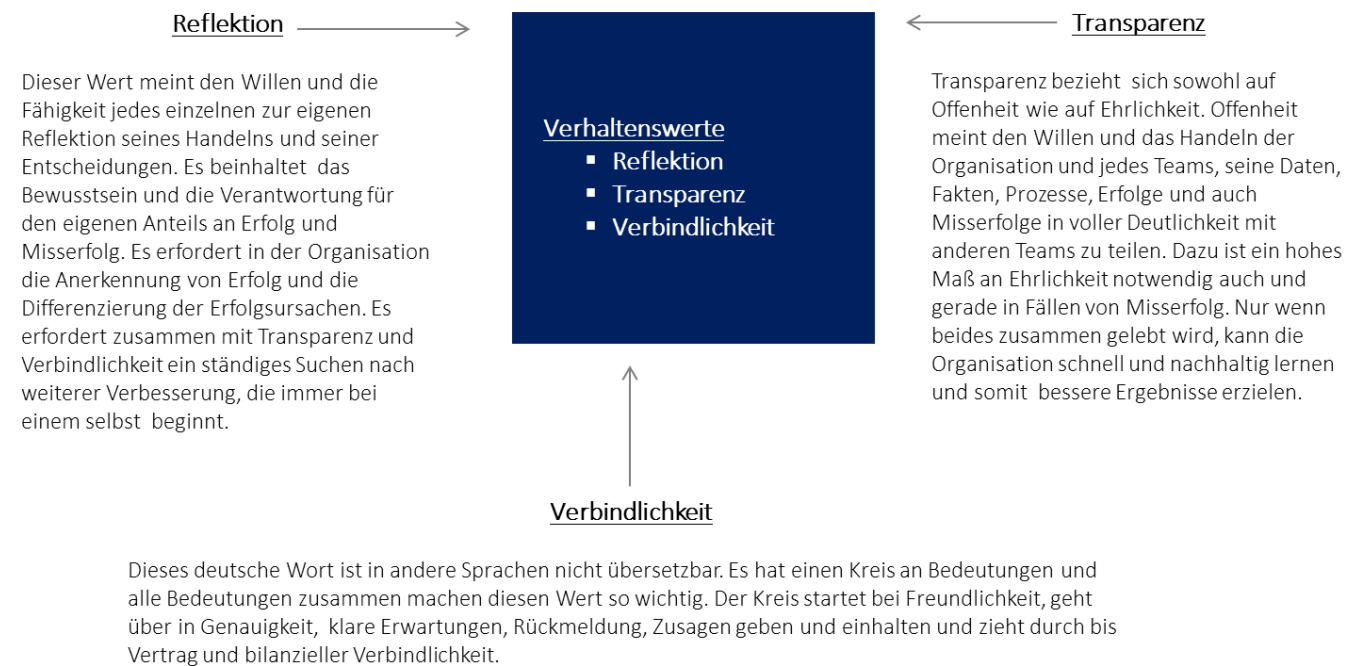 Reflektion
Dieser Wert meint den Willen und die
Fähigkeit jedes einzelnen zur eigenen
Reflektion seines Handelns und seiner
Entscheidungen. Es beinhaltet das
Bewusstsein und die Verantwortung für
den eigenen Anteils an Erfolg und
Misserfolg. Es erfordert in der Organisation
die Anerkennung von Erfolg und die
Differenzierung der Erfolgsursachen. Es
erfordert zusammen mit Transparenz und
Verbindlichkeit ein ständiges Suchen nach
weiterer Verbesserung, die immer bei
einem selbst beginnt.
Verhaltenswerte
▪ Reflektion
▪ Transparenz
▪ Verbindlichkeit
Transparenz
Transparenz bezieht sich sowohl auf
Offenheit wie auf Ehrlichkeit. Offenheit
meint den Willen und das Handeln der
Organisation und jedes Teams, seine Daten,
Fakten, Prozesse, Erfolge und auch
Misserfolge in voller Deutlichkeit mit
anderen Teams zu teilen. Dazu ist ein hohes
Maß an Ehrlichkeit notwendig auch und
gerade in Fällen von Misserfolg. Nur wenn
beides zusammen gelebt wird, kann die
Organisation schnell und nachhaltig lernen
und somit bessere Ergebnisse erzielen.
Verbindlichkeit
Dieses deutsche Wort ist in andere Sprachen nicht übersetzbar. Es hat einen Kreis an Bedeutungen und
alle Bedeutungen zusammen machen diesen Wert so wichtig. Der Kreis startet bei Freundlichkeit, geht
über in Genauigkeit, klare Erwartungen, Rückmeldung, Zusagen geben und einhalten und zieht durch bis
Vertrag und bilanzieller Verbindlichkeit.